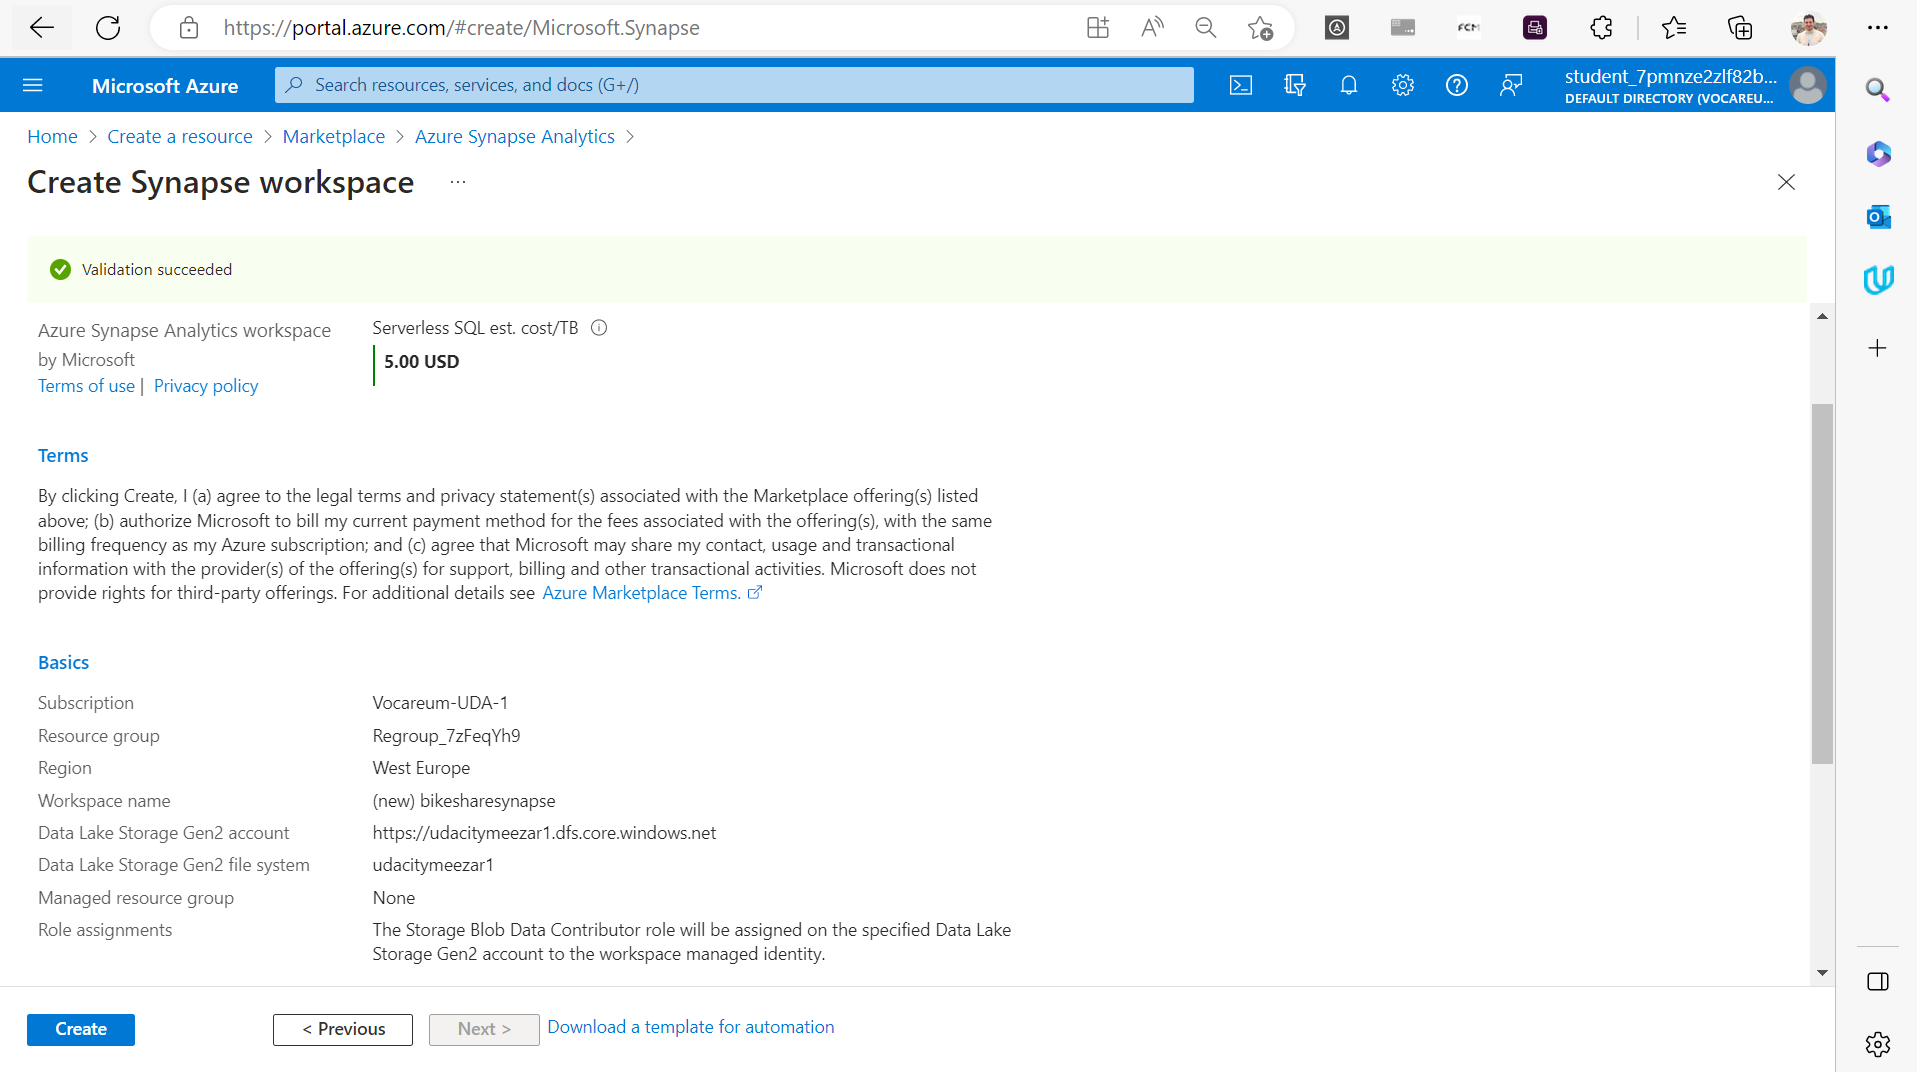 https://portal.azure.com/#create/Microsoft.Synapse
FCM
Microsoft Azure
Search resources, services, and docs (G+/)
student_7pmnze2zlf82b...
DEFAULT DIRECTORY (VOCAREU...
Home > Create a resource > Marketplace > Azure Synapse Analytics >
Create Synapse workspace ...
Validation succeeded
Azure Synapse Analytics workspace
by Microsoft
Terms of use | Privacy policy
Serverless SQL est. cost/TB
5.00 USD
Terms
By clicking Create, I (a) agree to the legal terms and privacy statement(s) associated with the Marketplace offering(s) listed
above; (b) authorize Microsoft to bill my current payment method for the fees associated with the offering(s), with the same
billing frequency as my Azure subscription; and (c) agree that Microsoft may share my contact, usage and transactional
information with the provider(s) of the offering(s) for support, billing and other transactional activities. Microsoft does not
provide rights for third-party offerings. For additional details see Azure Marketplace Terms.
Basics
Subscription Vocareum-UDA-1
Resource group Regroup_7zFeqYh9
Region West Europe
Workspace name (new) bikesharesynapse
Data Lake Storage Gen2 account https://udacitymeezar1.dfs.core.windows.net
Data Lake Storage Gen2 file system udacitymeezar1
Managed resource group None
Role assignments The Storage Blob Data Contributor role will be assigned on the specified Data Lake
Storage Gen2 account to the workspace managed identity.
Create
< Previous
Next >
Download a template for automation